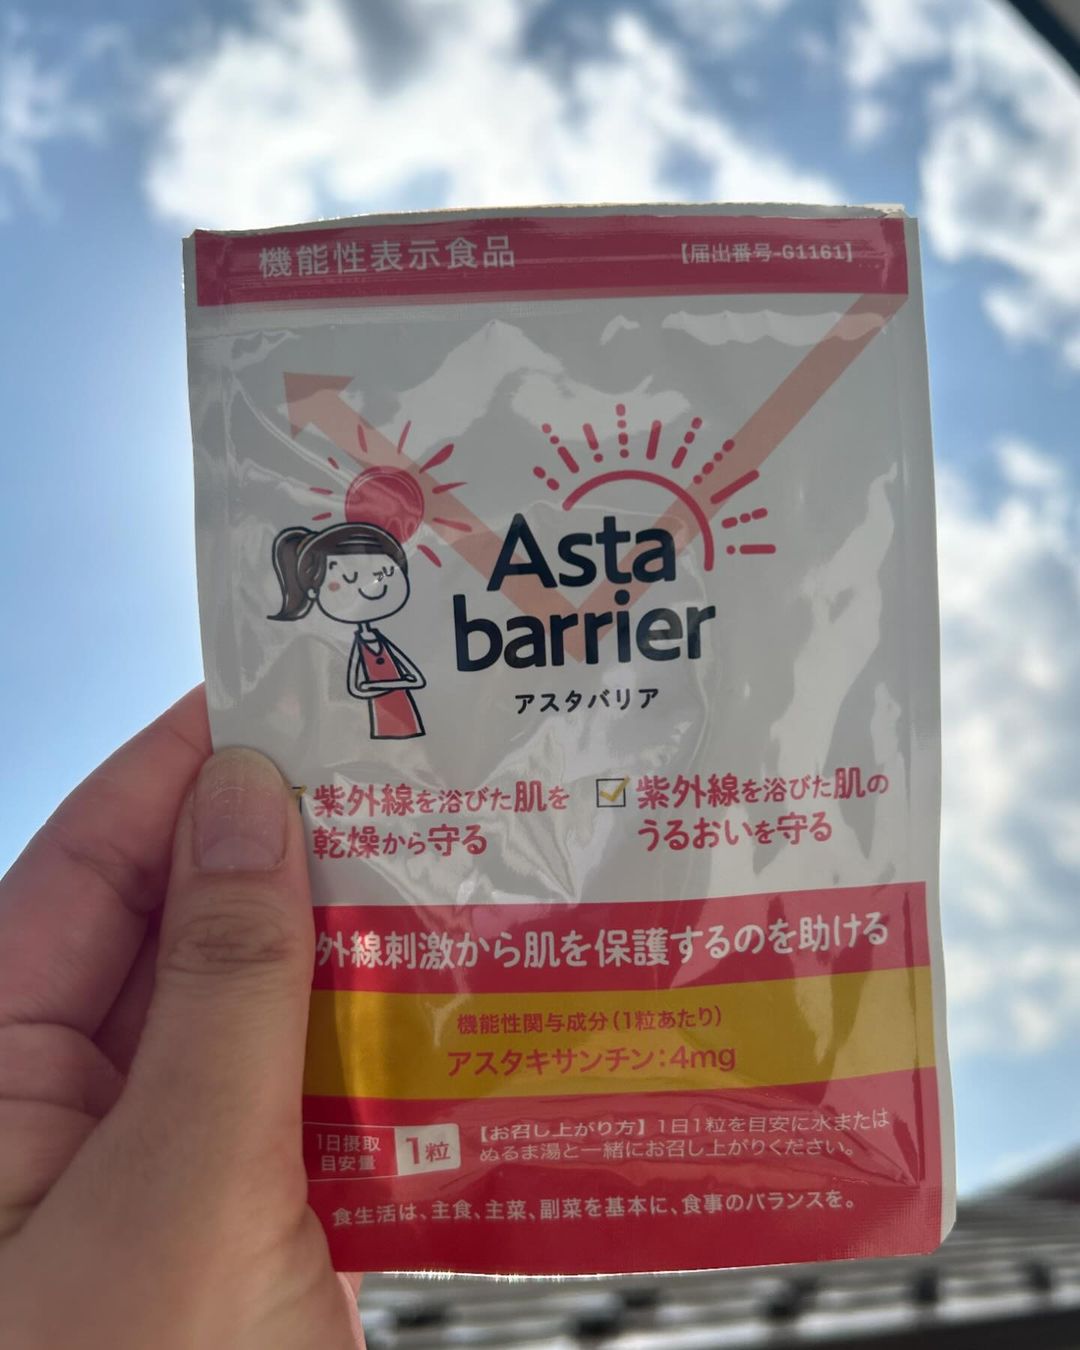 機能性表示食品
【届出番号-G1161】
Asta
barrier
アスタバリア
紫外線を浴びた肌を
乾燥から守る
紫外線を浴びた肌の
うるおいを守る
外線刺激から肌を保護するのを助ける
機能性関与成分(1粒あたり)
アスタキサンチン:4mg
1日摂取
目安量
1粒
【お召し上がり方】1日1粒を目安に水または
ぬるま湯と一緒にお召し上がりください。
食生活は、主食、主菜、副菜を基本に、食事のバランスを。